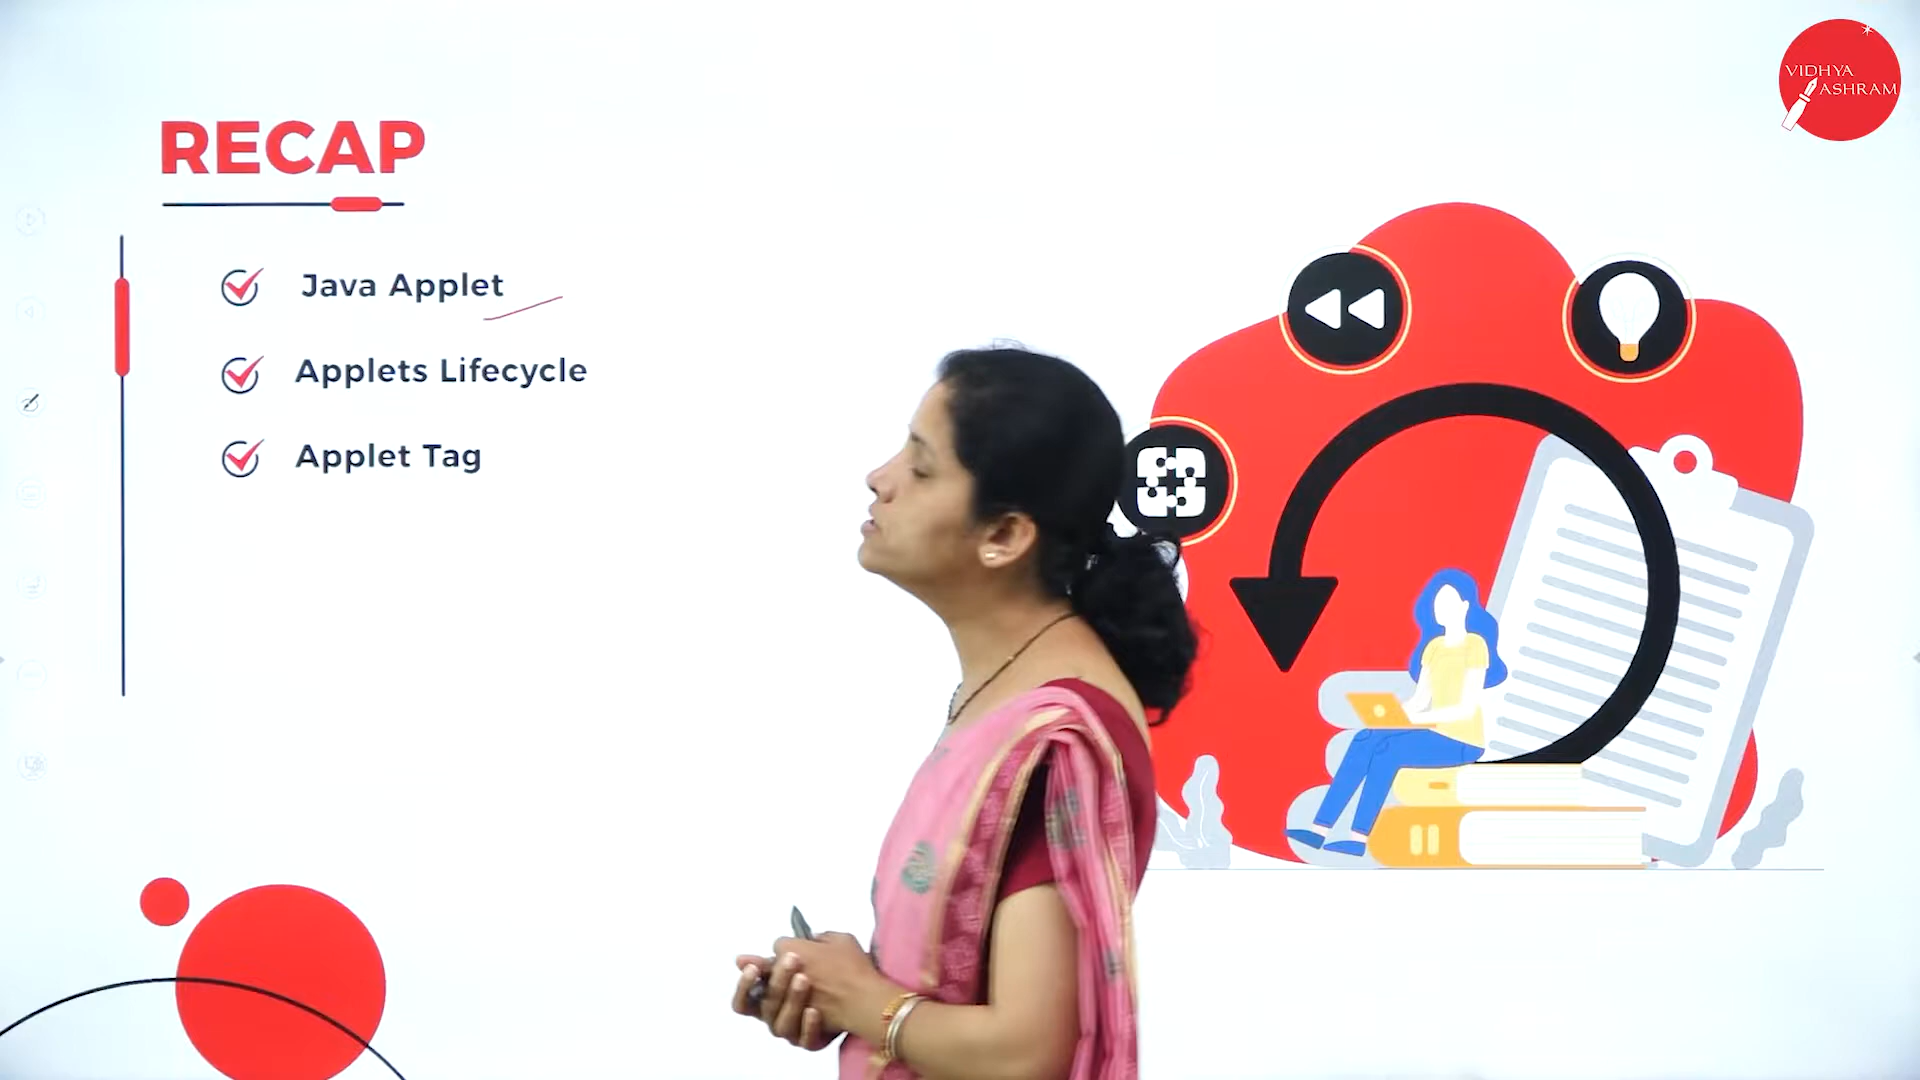 VIDHYA
ASHRAM
RECAP
Java Applet
Applets Lifecycle
Applet Tag